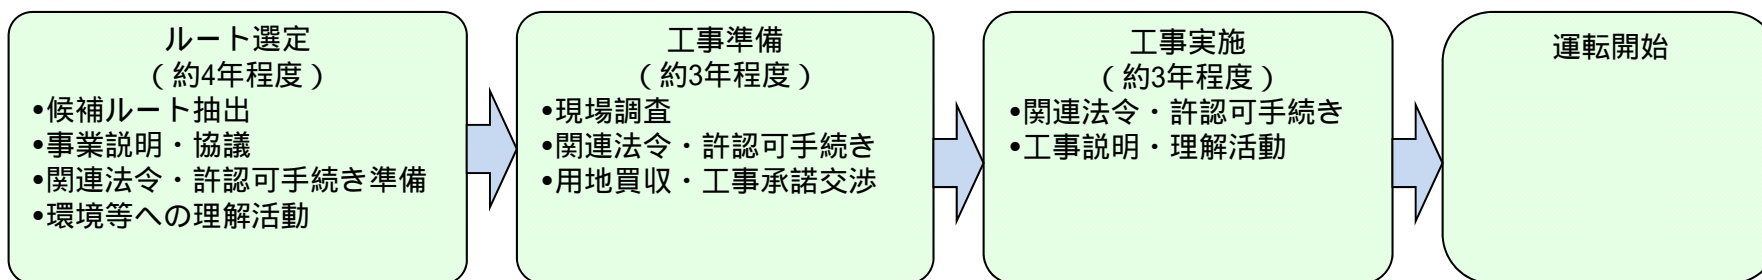 ルート選定
（約4年程度）
•候補ルート抽出
•事業説明・協議
•関連法令・許認可手続き準備
•環境等への理解活動
工事準備
（約3年程度）
•現場調査
•関連法令・許認可手続き
•用地買収・工事承諾交渉
工事実施
（約3年程度）
•関連法令・許認可手続き
•工事説明・理解活動
運転開始